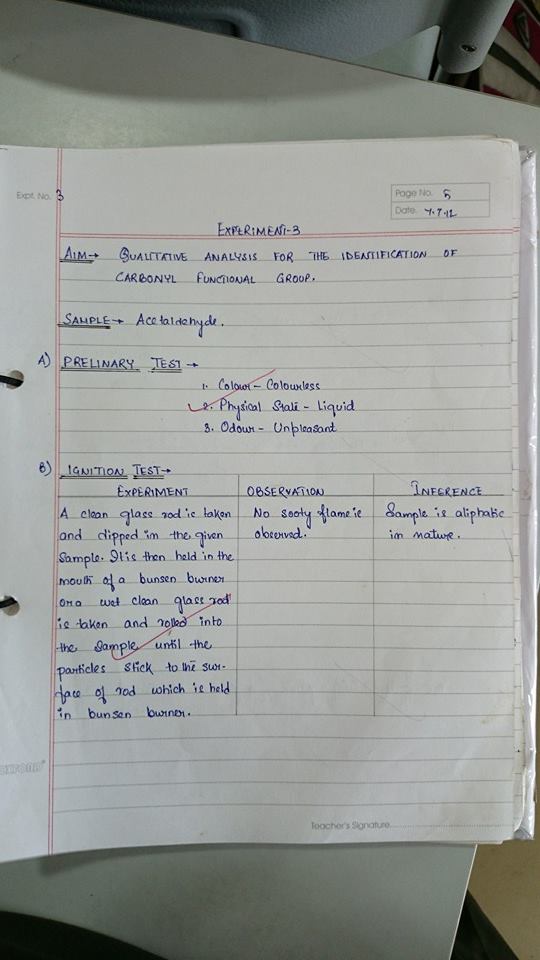 Expt. No. 3
Page No. 5
Date. 7.7.12
EXPERIMENT-3
AIM→ QUALITATIVE ANALYSIS FOR THE IDENTIFICATION OF
CARBONYL FUNCTIONAL GROUP.
SAMPLE→ Acetaldehyde.
A) PRELINARY TEST→
1. Colour - Colourless
2. Physical State - Liquid
3. Odour - Unpleasant
B) IGNITION TEST→
EXPERIMENT
A clean glass rod is taken
and dipped in the given
Sample. It is then held in the
mouth of a bunsen burner
or a wet clean glass rod
is taken and rolled into
the Sample until the
particles stick to the sur-
face of rod which is held
in bunsen burner.
OBSERVATION
No sooty flame is
observed.
INFERENCE
Sample is aliphatic
in nature.
OXFORD
Teacher's Signature